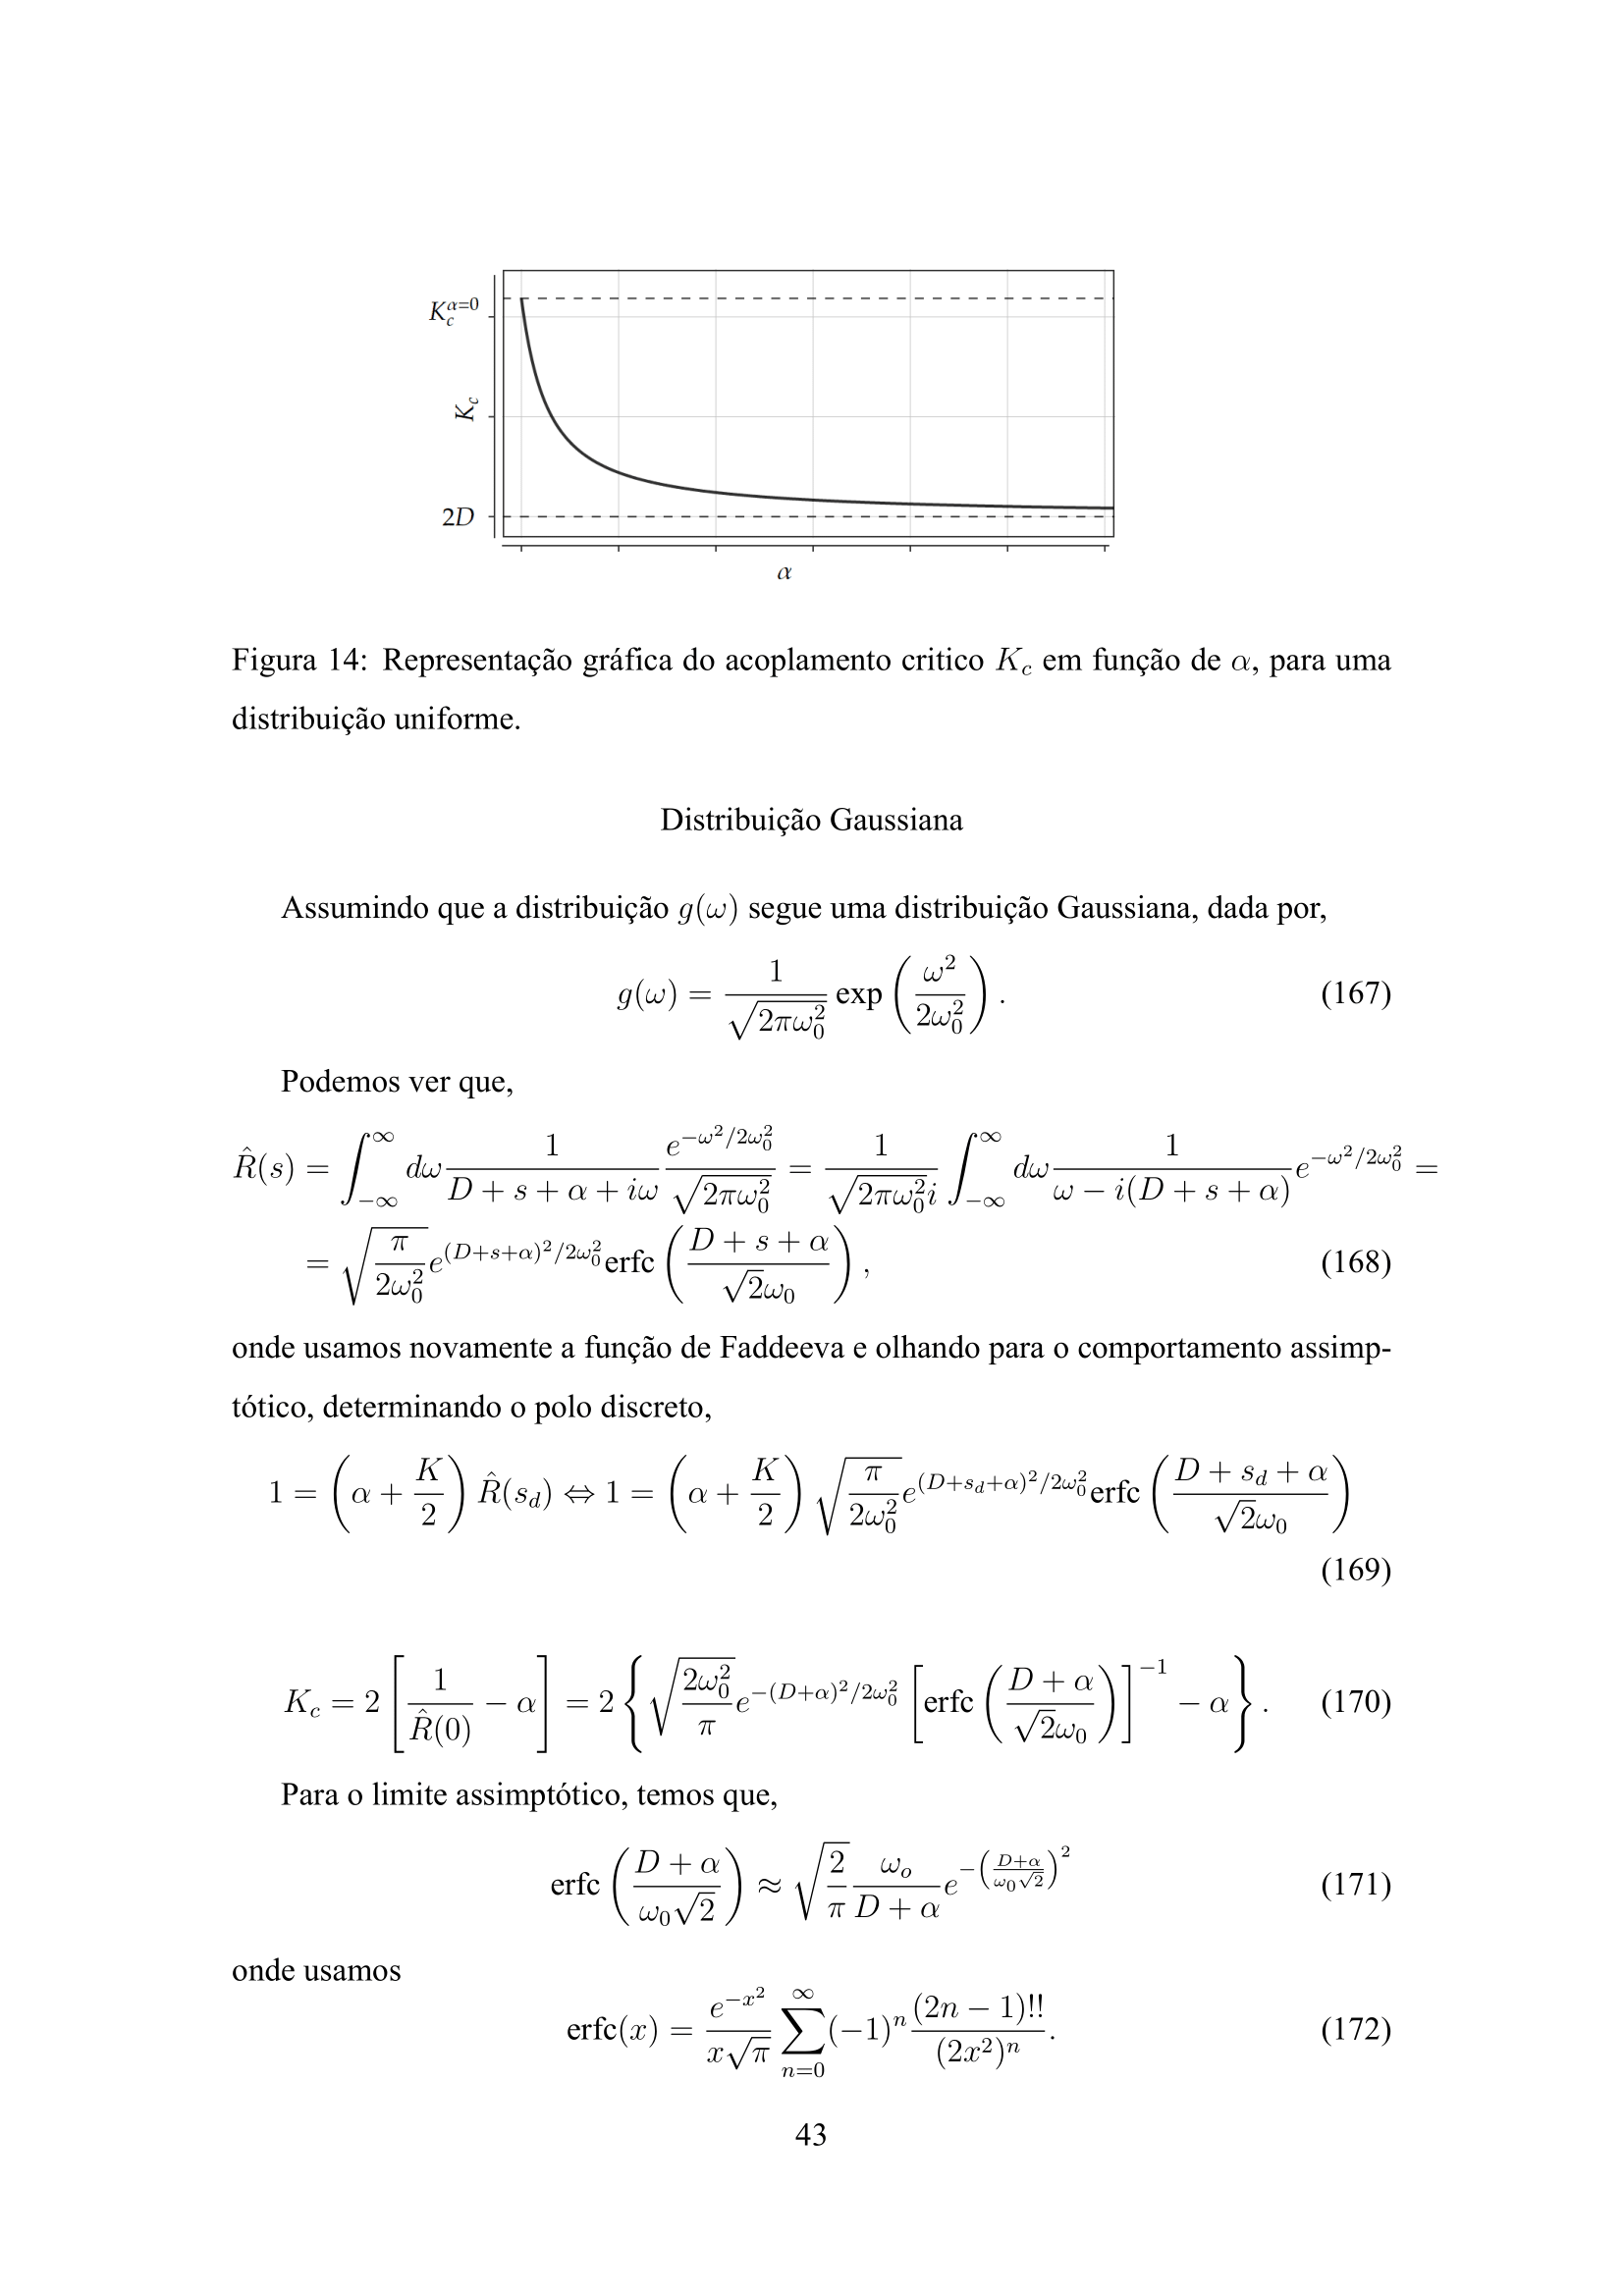 $K_c^{\alpha=0}$
$K_c$
$2D$
$\alpha$
Figura 14: Representação gráfica do acoplamento critico $K_c$ em função de $\alpha$, para uma
distribuição uniforme.
Distribuição Gaussiana
Assumindo que a distribuição $g(\omega)$ segue uma distribuição Gaussiana, dada por,
$g(\omega) = \frac{1}{\sqrt{2\pi\omega_0^2}} \exp\left(\frac{\omega^2}{2\omega_0^2}\right).$ (167)
Podemos ver que,
$\hat{R}(s) = \int_{-\infty}^{\infty} d\omega \frac{1}{D+s+\alpha+i\omega} \frac{e^{-\omega^2/2\omega_0^2}}{\sqrt{2\pi\omega_0^2}} = \frac{1}{\sqrt{2\pi\omega_0^2}i} \int_{-\infty}^{\infty} d\omega \frac{1}{\omega - i(D+s+\alpha)} e^{-\omega^2/2\omega_0^2} =$
$= \sqrt{\frac{\pi}{2\omega_0^2}} e^{(D+s+\alpha)^2/2\omega_0^2} \text{erfc}\left(\frac{D+s+\alpha}{\sqrt{2}\omega_0}\right),$ (168)
onde usamos novamente a função de Faddeeva e olhando para o comportamento assimp-
tótico, determinando o polo discreto,
$1 = \left(\alpha + \frac{K}{2}\right) \hat{R}(s_d) \Leftrightarrow 1 = \left(\alpha + \frac{K}{2}\right) \sqrt{\frac{\pi}{2\omega_0^2}} e^{(D+s_d+\alpha)^2/2\omega_0^2} \text{erfc}\left(\frac{D+s_d+\alpha}{\sqrt{2}\omega_0}\right)$
(169)
$K_c = 2\left[\frac{1}{\hat{R}(0)} - \alpha\right] = 2\left\{\sqrt{\frac{2\omega_0^2}{\pi}} e^{-(D+\alpha)^2/2\omega_0^2} \left[\text{erfc}\left(\frac{D+\alpha}{\sqrt{2}\omega_0}\right)\right]^{-1} - \alpha\right\}.$ (170)
Para o limite assimptótico, temos que,
$\text{erfc}\left(\frac{D+\alpha}{\omega_0\sqrt{2}}\right) \approx \sqrt{\frac{2}{\pi}} \frac{\omega_o}{D+\alpha} e^{-\left(\frac{D+\alpha}{\omega_0\sqrt{2}}\right)^2}$ (171)
onde usamos
$\text{erfc}(x) = \frac{e^{-x^2}}{x\sqrt{\pi}} \sum_{n=0}^{\infty} (-1)^n \frac{(2n-1)!!}{(2x^2)^n}.$ (172)
43